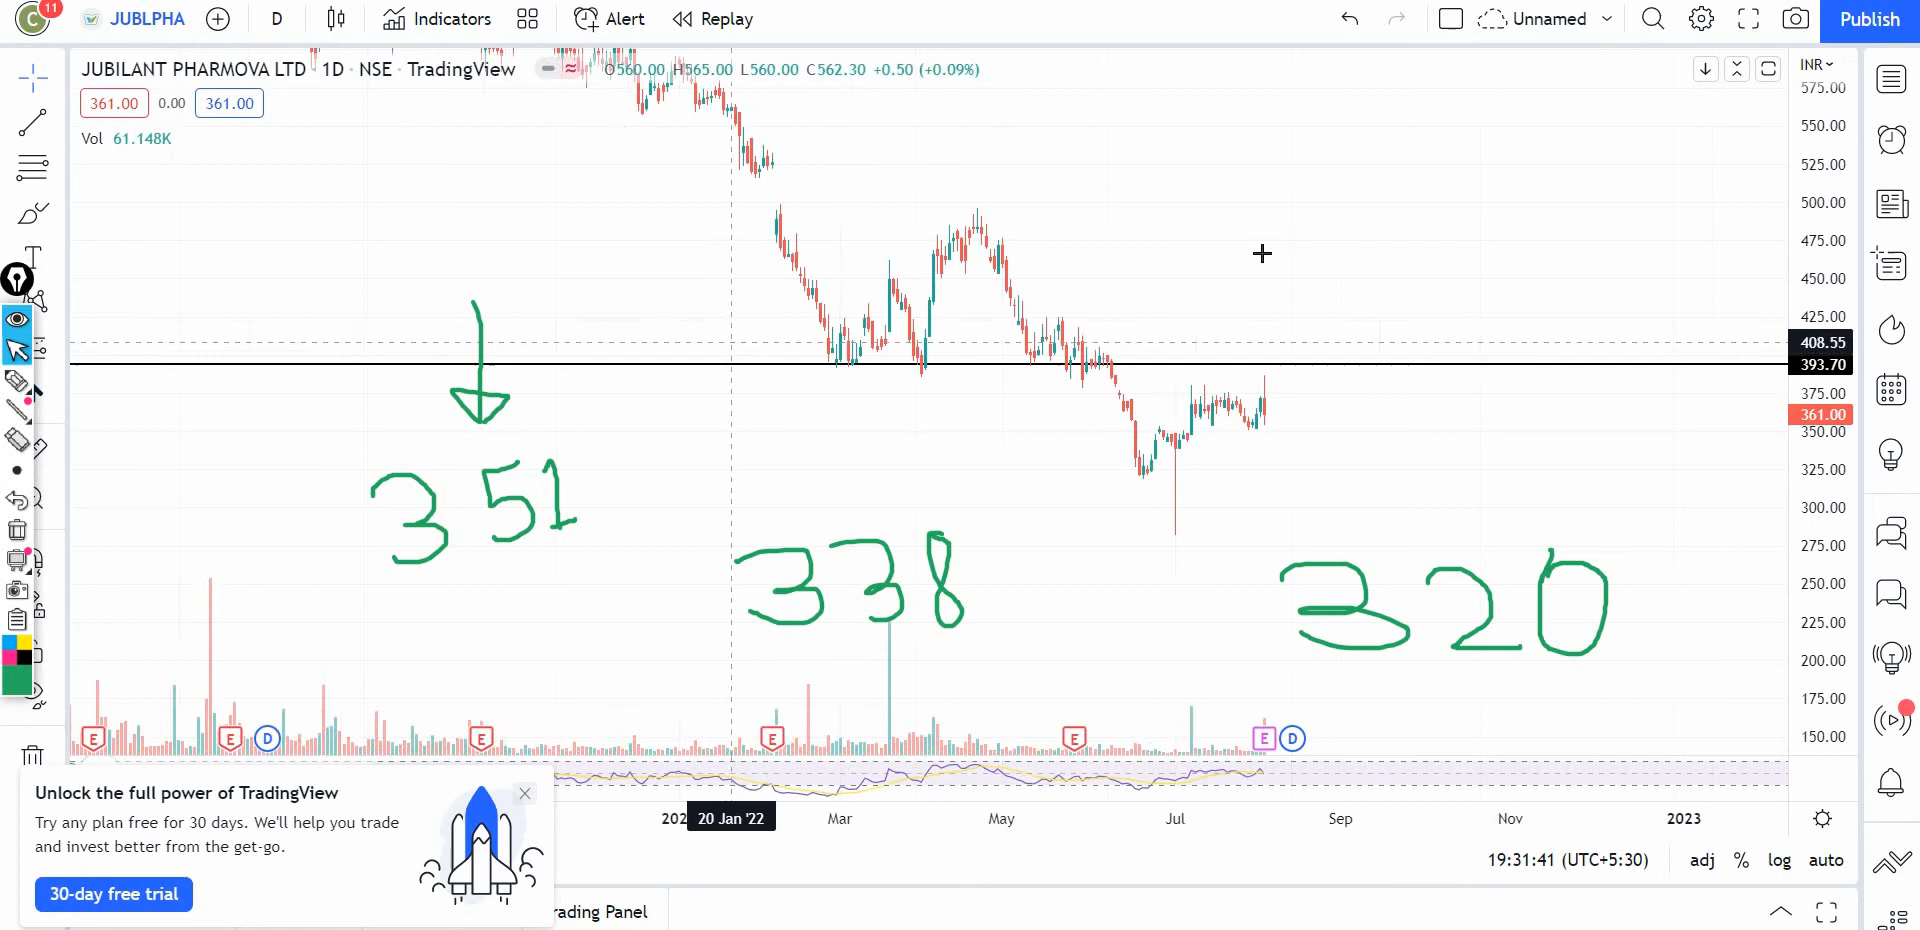 C 11 JUBLPHA D Indicators Alert Replay Unnamed Publish
JUBILANT PHARMOVA LTD · 1D · NSE · TradingView O560.00 H565.00 L560.00 C562.30 +0.50 (+0.09%)
INR
361.00 0.00 361.00
Vol 61.148K
575.00
550.00
525.00
500.00
475.00
450.00
425.00
408.55
393.70
375.00
361.00
350.00
325.00
300.00
275.00
250.00
225.00
200.00
175.00
150.00
351
338
320
E E D E E E E D
20 Jan '22 Mar May Jul Sep Nov 2023
Unlock the full power of TradingView
Try any plan free for 30 days. We'll help you trade
and invest better from the get-go.
30-day free trial
19:31:41 (UTC+5:30) adj % log auto
rading Panel